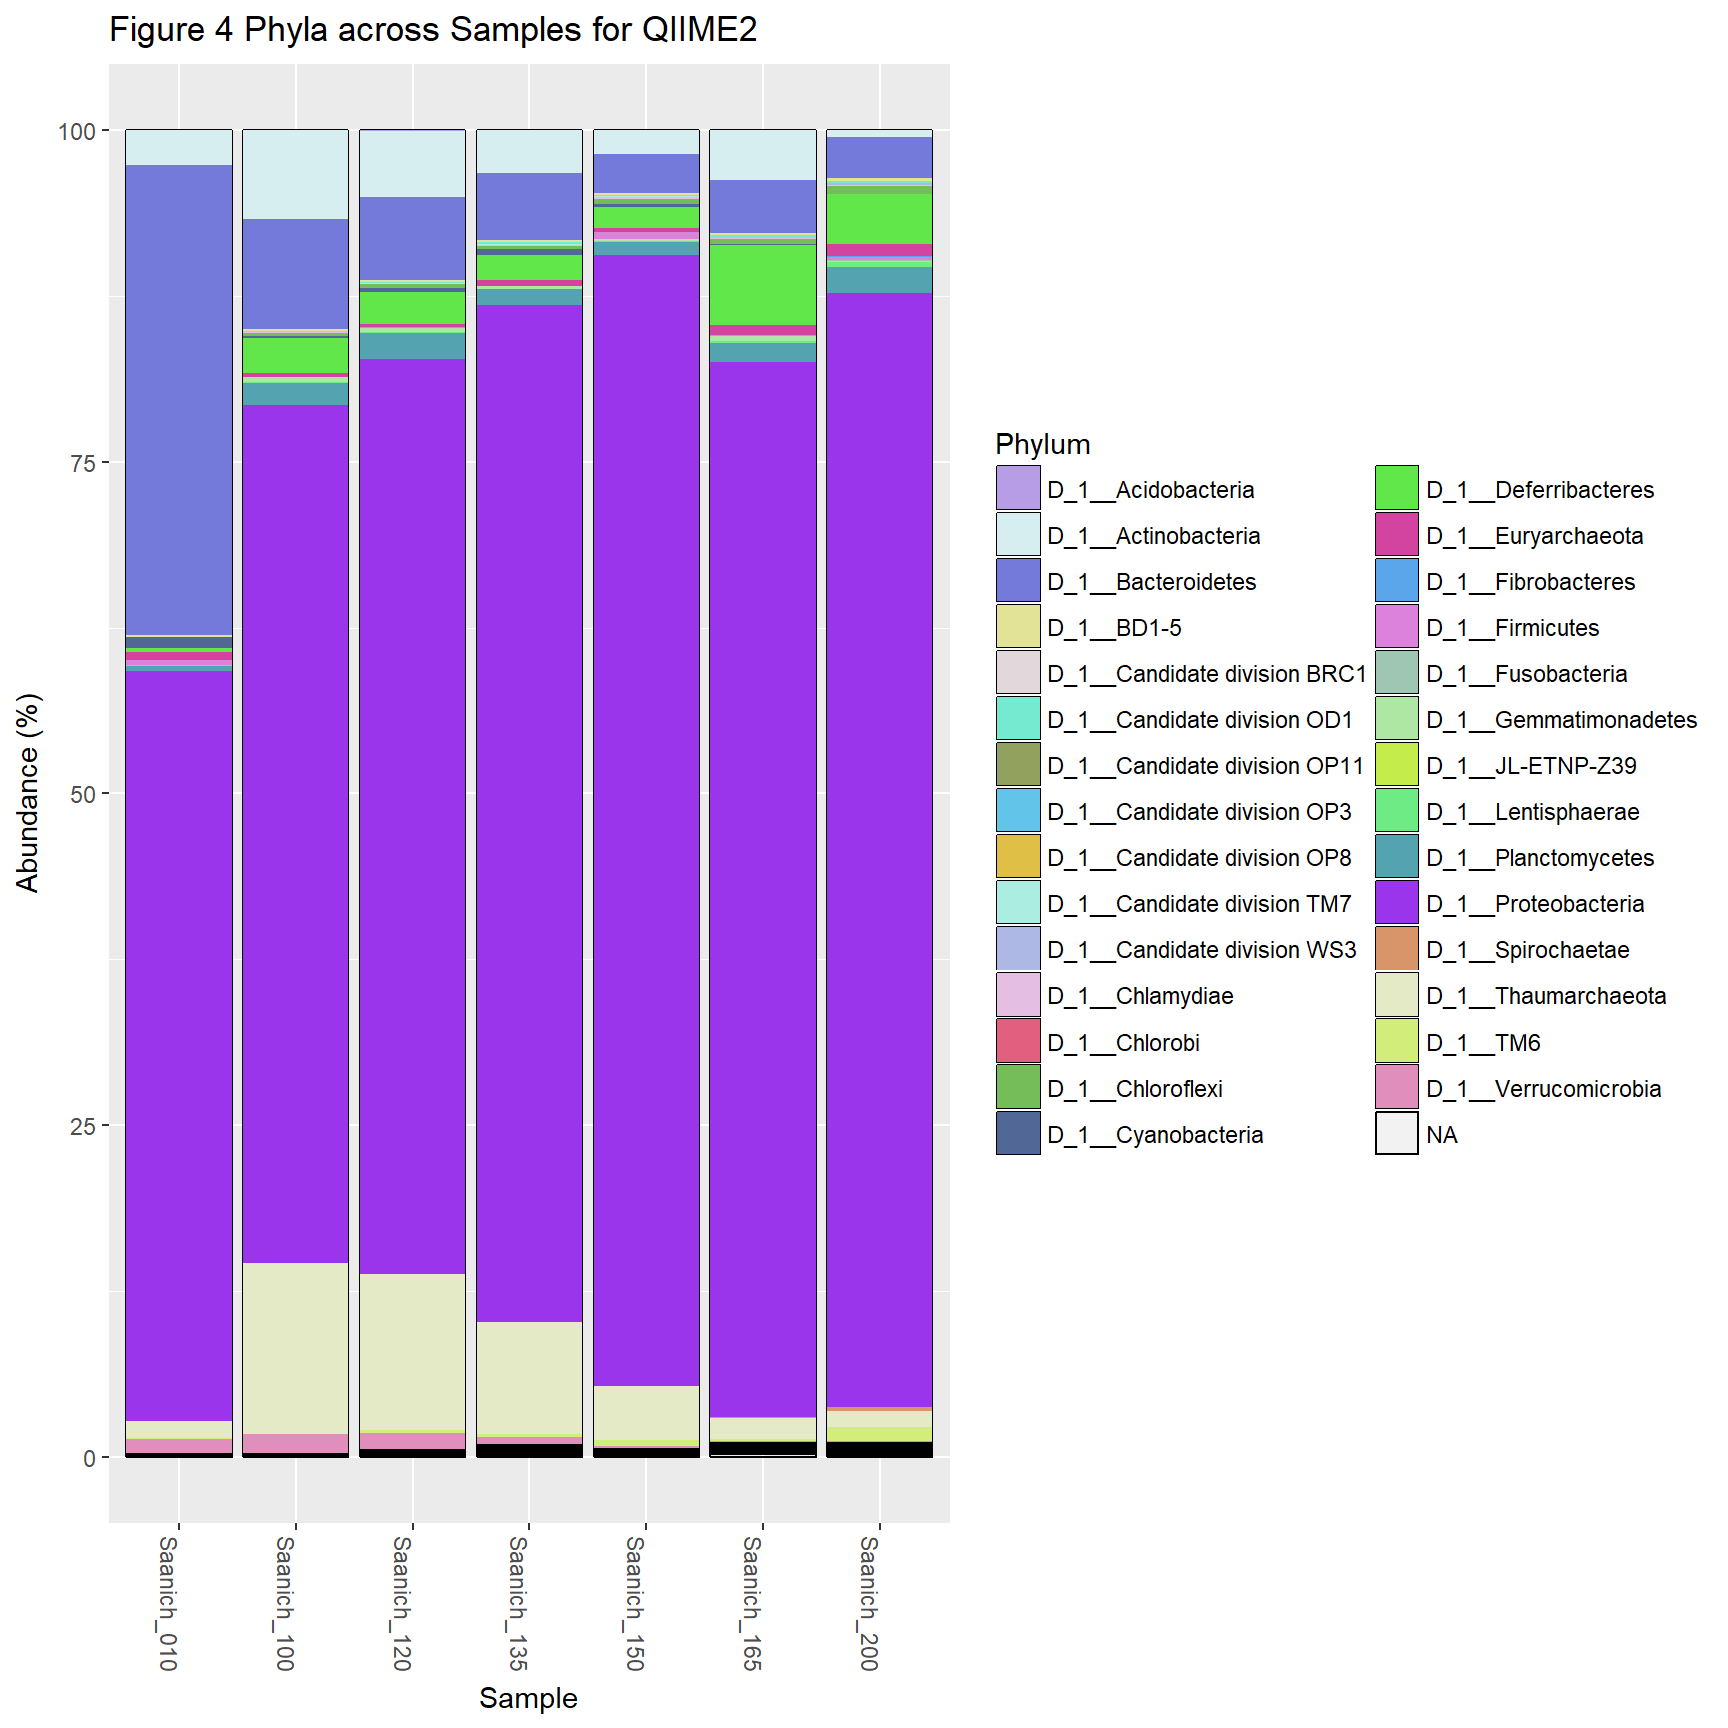 Figure 4 Phyla across Samples for QIIME2
100
75
50
25
0
Abundance (%)
Saanich_010
Saanich_100
Saanich_120
Saanich_135
Saanich_150
Saanich_165
Saanich_200
Sample
Phylum
D_1__Acidobacteria
D_1__Actinobacteria
D_1__Bacteroidetes
D_1__BD1-5
D_1__Candidate division BRC1
D_1__Candidate division OD1
D_1__Candidate division OP11
D_1__Candidate division OP3
D_1__Candidate division OP8
D_1__Candidate division TM7
D_1__Candidate division WS3
D_1__Chlamydiae
D_1__Chlorobi
D_1__Chloroflexi
D_1__Cyanobacteria
D_1__Deferribacteres
D_1__Euryarchaeota
D_1__Fibrobacteres
D_1__Firmicutes
D_1__Fusobacteria
D_1__Gemmatimonadetes
D_1__JL-ETNP-Z39
D_1__Lentisphaerae
D_1__Planctomycetes
D_1__Proteobacteria
D_1__Spirochaetae
D_1__Thaumarchaeota
D_1__TM6
D_1__Verrucomicrobia
NA